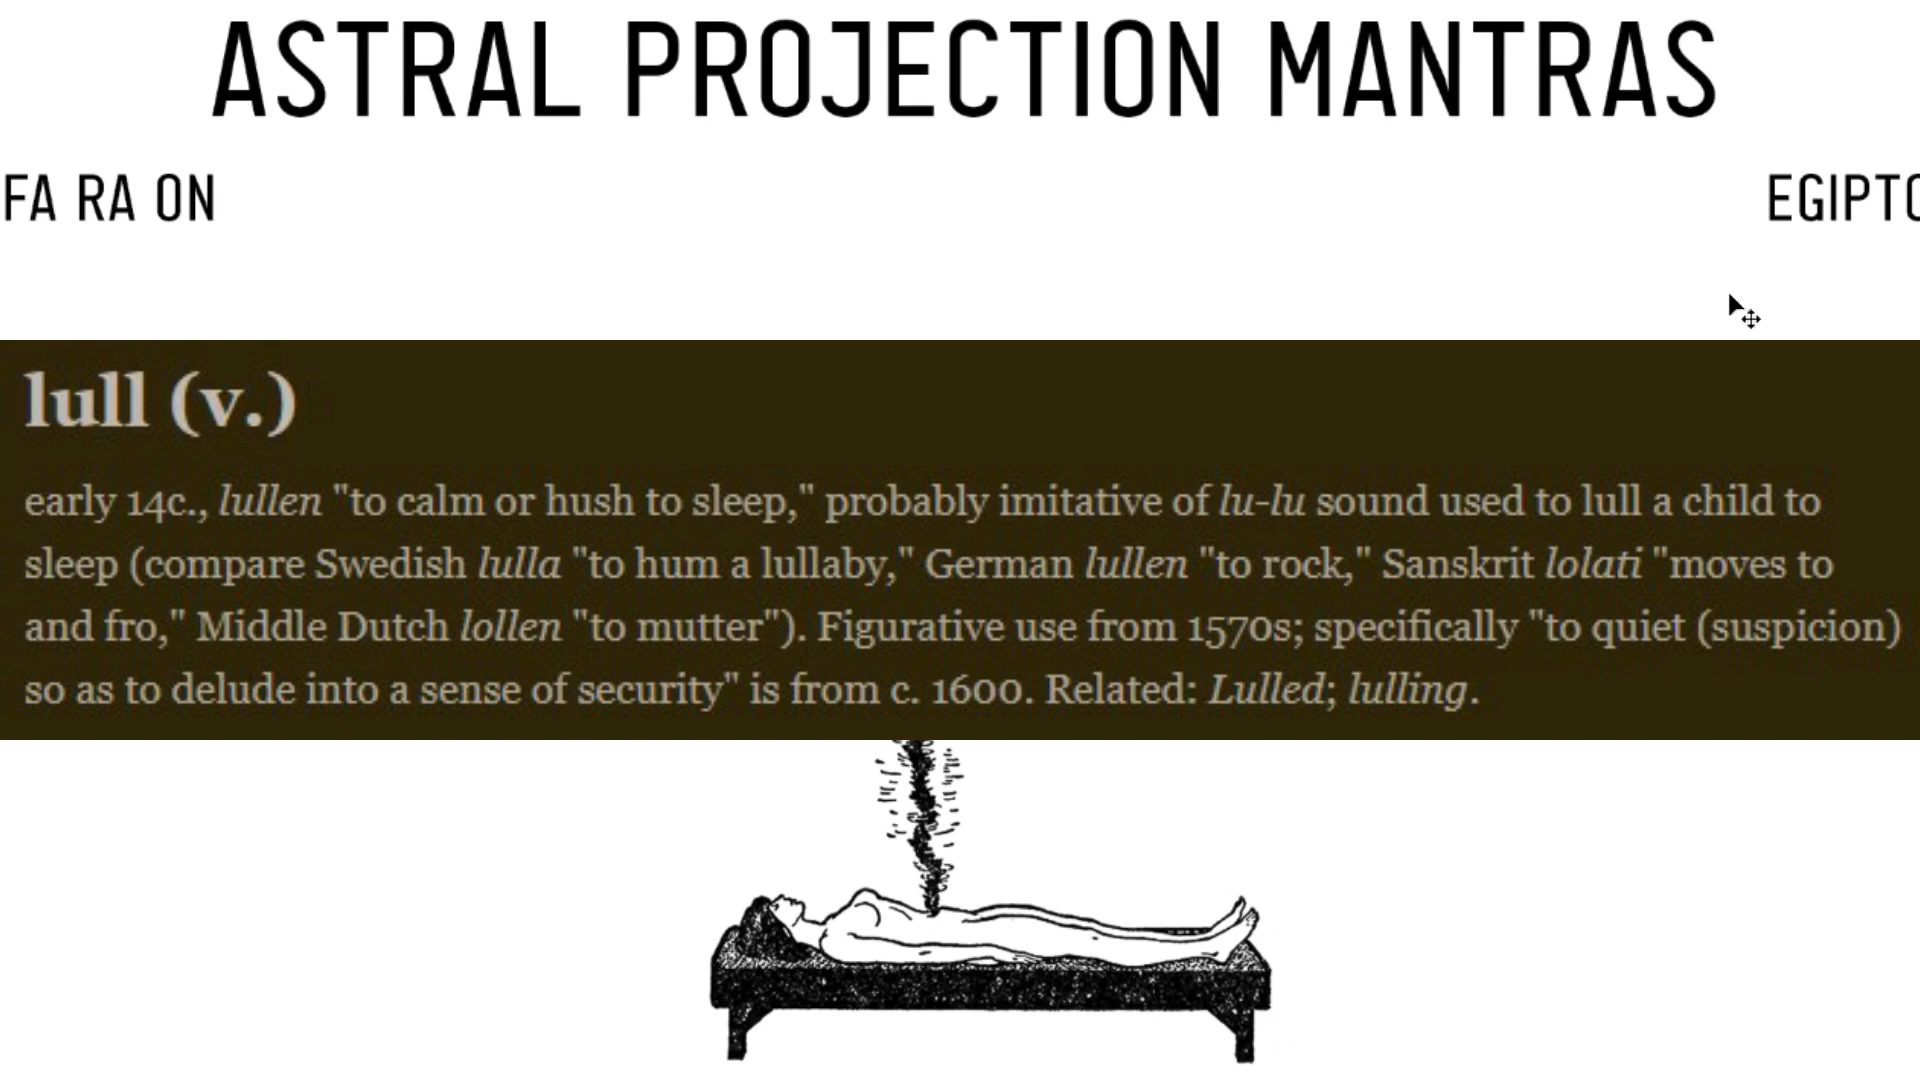 ASTRAL PROJECTION MANTRAS
FA RA ON EGIPTO
lull (v.)
early 14c., lullen "to calm or hush to sleep," probably imitative of lu-lu sound used to lull a child to
sleep (compare Swedish lulla "to hum a lullaby," German lullen "to rock," Sanskrit lolati "moves to
and fro," Middle Dutch lollen "to mutter"). Figurative use from 1570s; specifically "to quiet (suspicion)
so as to delude into a sense of security" is from c. 1600. Related: Lulled; lulling.